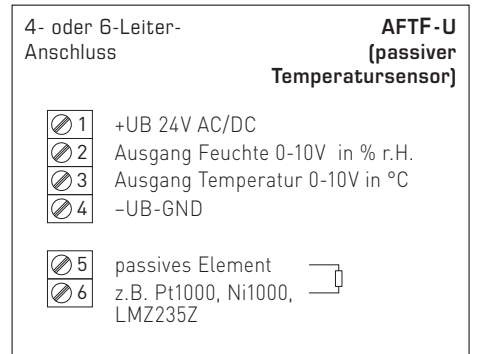 4- oder 6-Leiter- AFTF-U
Anschluss (passiver
Temperatursensor)
1 +UB 24V AC/DC
2 Ausgang Feuchte 0-10V in % r.H.
3 Ausgang Temperatur 0-10V in °C
4 –UB-GND
5 passives Element
6 z.B. Pt1000, Ni1000,
LMZ235Z